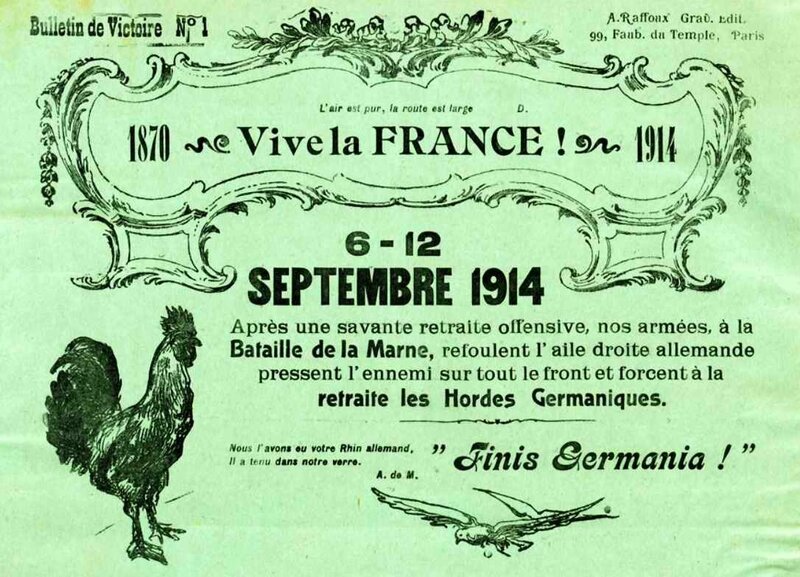 Bulletin de Victoire Nº 1
A. Raffoux Grav. Edit.
99, Faub. du Temple, Paris
L'air est pur, la route est large D.
1870 Vive la FRANCE ! 1914
6 - 12
SEPTEMBRE 1914
Après une savante retraite offensive, nos armées, à la
Bataille de la Marne, refoulent l'aile droite allemande
pressent l'ennemi sur tout le front et forcent à la
retraite les Hordes Germaniques.
Nous l'avons eu votre Rhin allemand,
Il a tenu dans notre verre.
A. de M.
" Finis Germania ! "